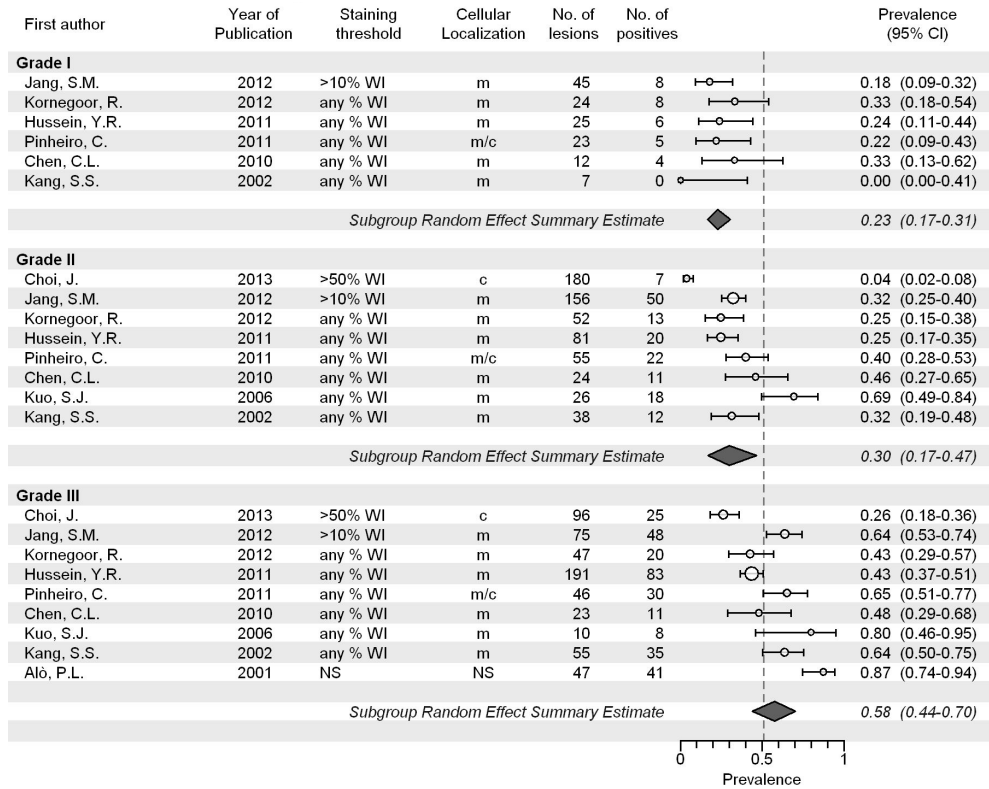 First author Year of Publication Staining threshold Cellular Localization No. of lesions No. of positives Prevalence (95% CI)
Grade I
Jang, S.M. 2012 >10% WI m 45 8 0.18 (0.09-0.32)
Kornegoor, R. 2012 any % WI m 24 8 0.33 (0.18-0.54)
Hussein, Y.R. 2011 any % WI m 25 6 0.24 (0.11-0.44)
Pinheiro, C. 2011 any % WI m/c 23 5 0.22 (0.09-0.43)
Chen, C.L. 2010 any % WI m 12 4 0.33 (0.13-0.62)
Kang, S.S. 2002 any % WI m 7 0 0.00 (0.00-0.41)
Subgroup Random Effect Summary Estimate 0.23 (0.17-0.31)
Grade II
Choi, J. 2013 >50% WI c 180 7 0.04 (0.02-0.08)
Jang, S.M. 2012 >10% WI m 156 50 0.32 (0.25-0.40)
Kornegoor, R. 2012 any % WI m 52 13 0.25 (0.15-0.38)
Hussein, Y.R. 2011 any % WI m 81 20 0.25 (0.17-0.35)
Pinheiro, C. 2011 any % WI m/c 55 22 0.40 (0.28-0.53)
Chen, C.L. 2010 any % WI m 24 11 0.46 (0.27-0.65)
Kuo, S.J. 2006 any % WI m 26 18 0.69 (0.49-0.84)
Kang, S.S. 2002 any % WI m 38 12 0.32 (0.19-0.48)
Subgroup Random Effect Summary Estimate 0.30 (0.17-0.47)
Grade III
Choi, J. 2013 >50% WI c 96 25 0.26 (0.18-0.36)
Jang, S.M. 2012 >10% WI m 75 48 0.64 (0.53-0.74)
Kornegoor, R. 2012 any % WI m 47 20 0.43 (0.29-0.57)
Hussein, Y.R. 2011 any % WI m 191 83 0.43 (0.37-0.51)
Pinheiro, C. 2011 any % WI m/c 46 30 0.65 (0.51-0.77)
Chen, C.L. 2010 any % WI m 23 11 0.48 (0.29-0.68)
Kuo, S.J. 2006 any % WI m 10 8 0.80 (0.46-0.95)
Kang, S.S. 2002 any % WI m 55 35 0.64 (0.50-0.75)
Alò, P.L. 2001 NS NS 47 41 0.87 (0.74-0.94)
Subgroup Random Effect Summary Estimate 0.58 (0.44-0.70)
0 0.5 1
Prevalence